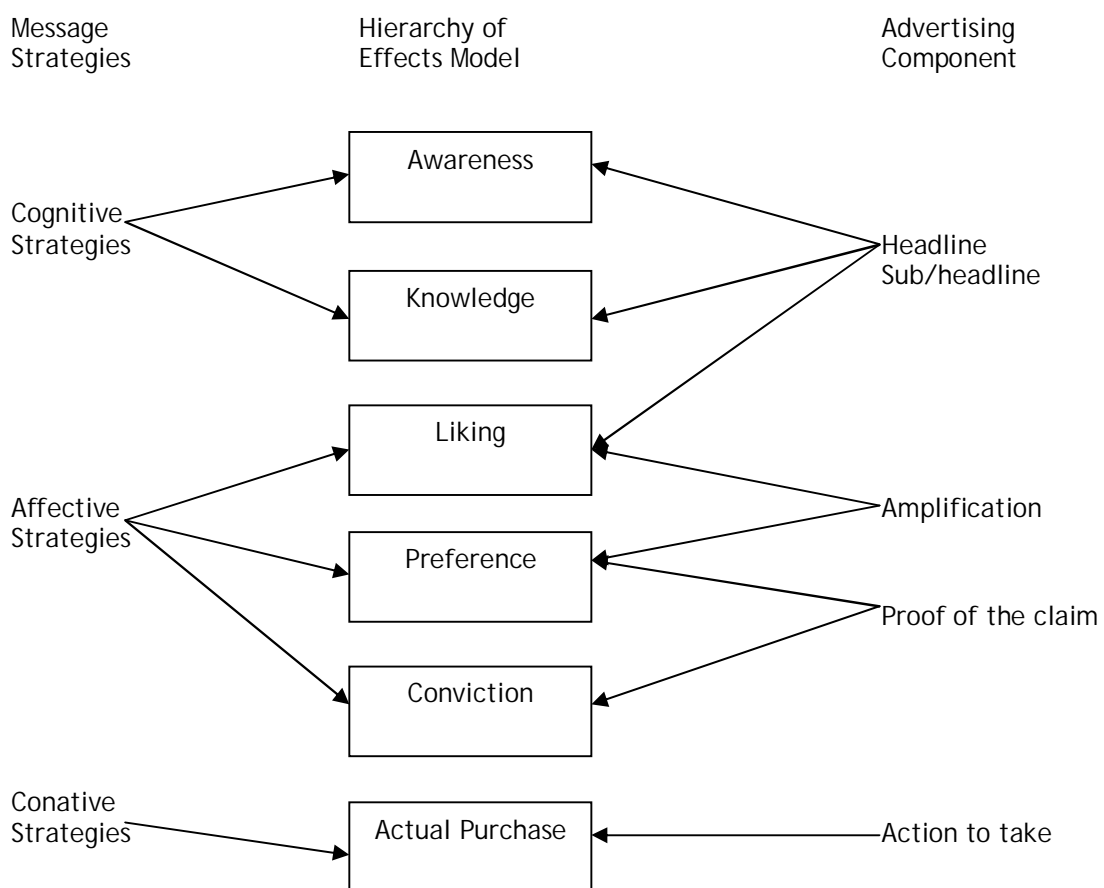 Message
Strategies
Hierarchy of
Effects Model
Advertising
Component
Awareness
Cognitive
Strategies
Headline
Sub/headline
Knowledge
Liking
Affective
Strategies
Amplification
Preference
Proof of the claim
Conviction
Conative
Strategies
Actual Purchase
Action to take